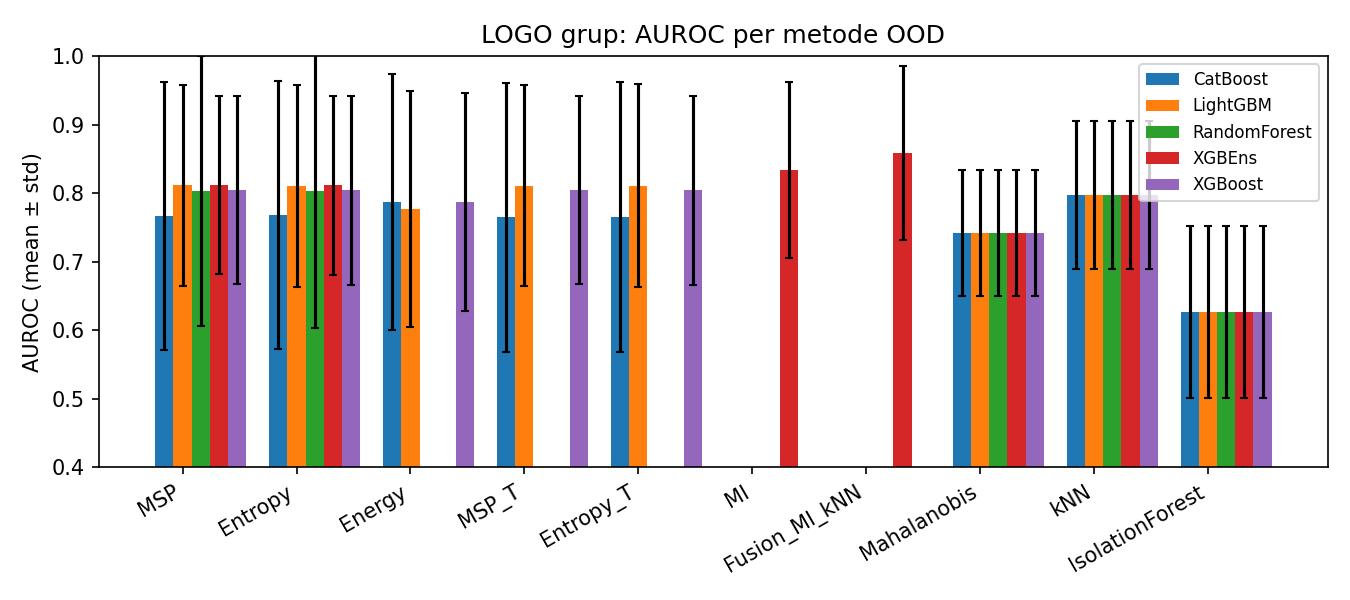 LOGO grup: AUROC per metode OOD
AUROC (mean ± std)
1.0
0.9
0.8
0.7
0.6
0.5
0.4
CatBoost
LightGBM
RandomForest
XGBEns
XGBoost
MSP
Entropy
Energy
MSP_T
Entropy_T
MI
Fusion_MI_kNN
Mahalanobis
kNN
IsolationForest